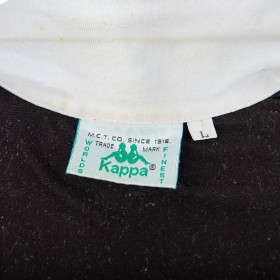 M.C.T. CO. SINCE 1916.
TRADE MARK
WORLDS
FINEST
Kappa®
L